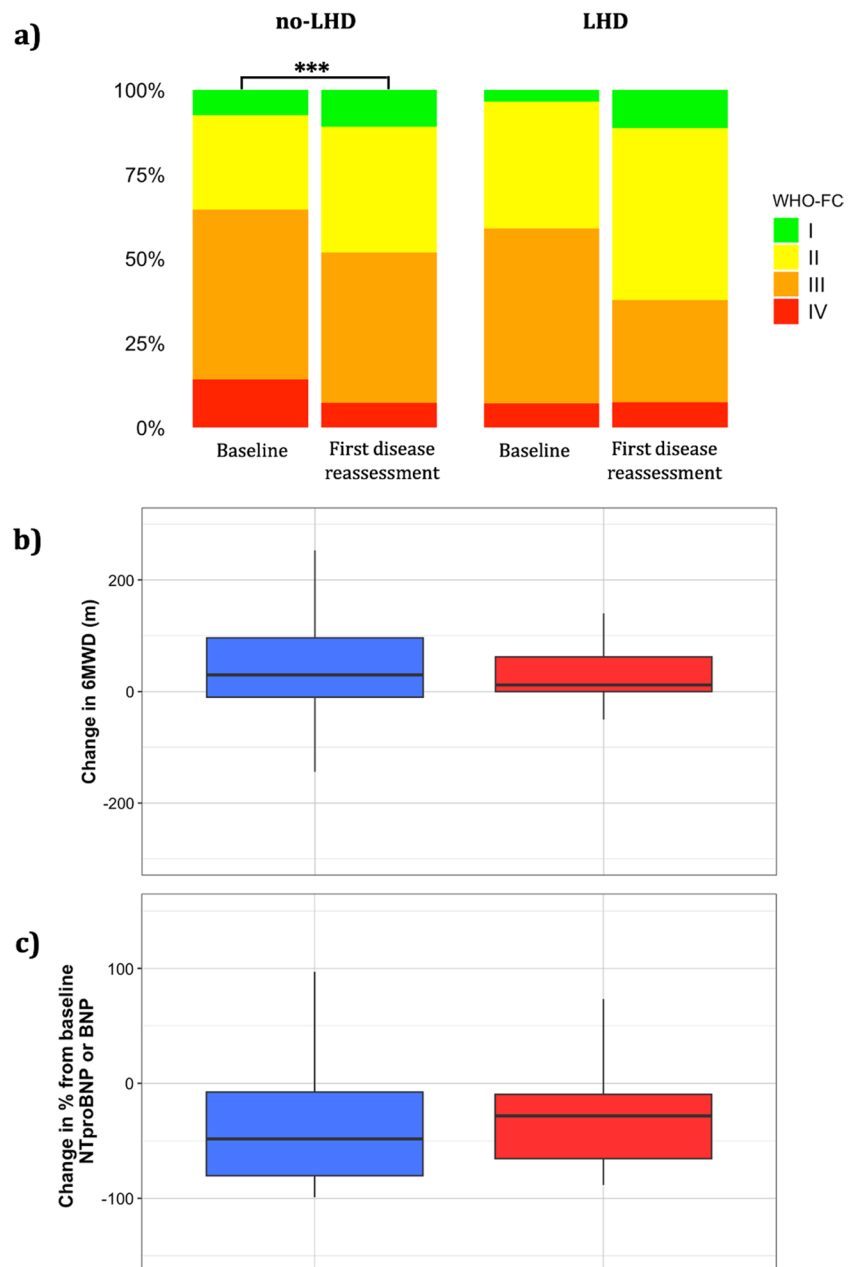 a)
no-LHD
LHD
***
100%
75%
50%
25%
0%
Baseline
First disease
reassessment
Baseline
First disease
reassessment
WHO-FC
I
II
III
IV
b)
Change in 6MWD (m)
200
0
-200
c)
Change in % from baseline
NTproBNP or BNP
100
0
-100